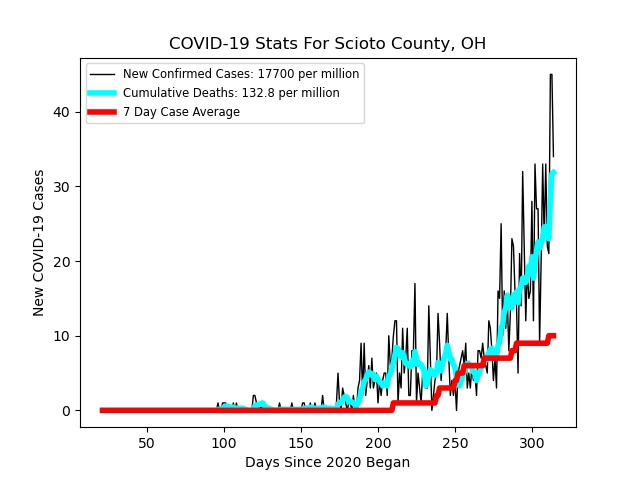 COVID-19 Stats For Scioto County, OH
New Confirmed Cases: 17700 per million
Cumulative Deaths: 132.8 per million
7 Day Case Average
New COVID-19 Cases
40
30
20
10
0
50 100 150 200 250 300
Days Since 2020 Began